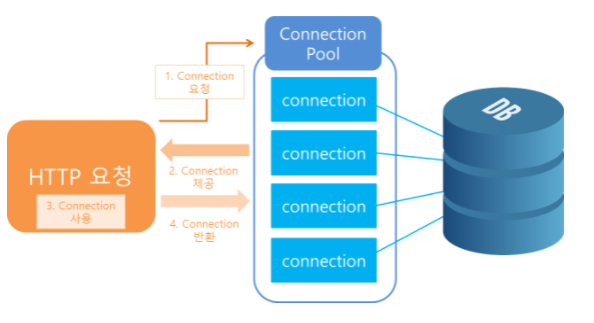 Connection
Pool
1. Connection
요청
connection
DB
connection
HTTP 요청
2. Connection
제공
3. Connection
사용
connection
4. Connection
반환
connection